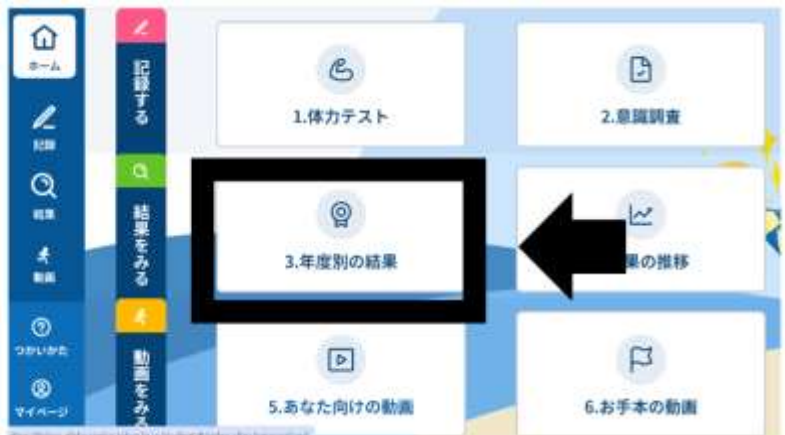 ホーム
記録
結果
動画
つかいかた
マイページ
記録する
結果をみる
動画をみる
1.体力テスト
2.意識調査
3.年度別の結果
果の推移
5.あなた向けの動画
6.お手本の動画